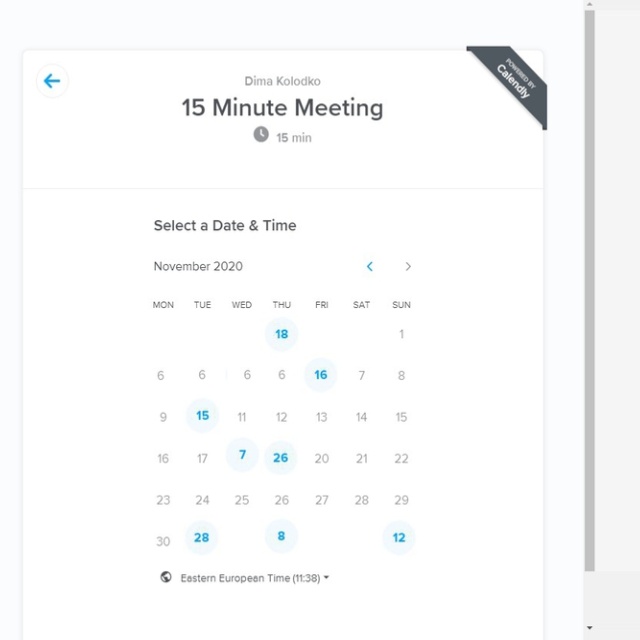 POWERED BY
Calendly
Dima Kolodko
15 Minute Meeting
15 min
Select a Date & Time
November 2020
MON TUE WED THU FRI SAT SUN
18 1
6 6 6 6 16 7 8
9 15 11 12 13 14 15
16 17 7 26 20 21 22
23 24 25 26 27 28 29
30 28 8 12
Eastern European Time (11:38)